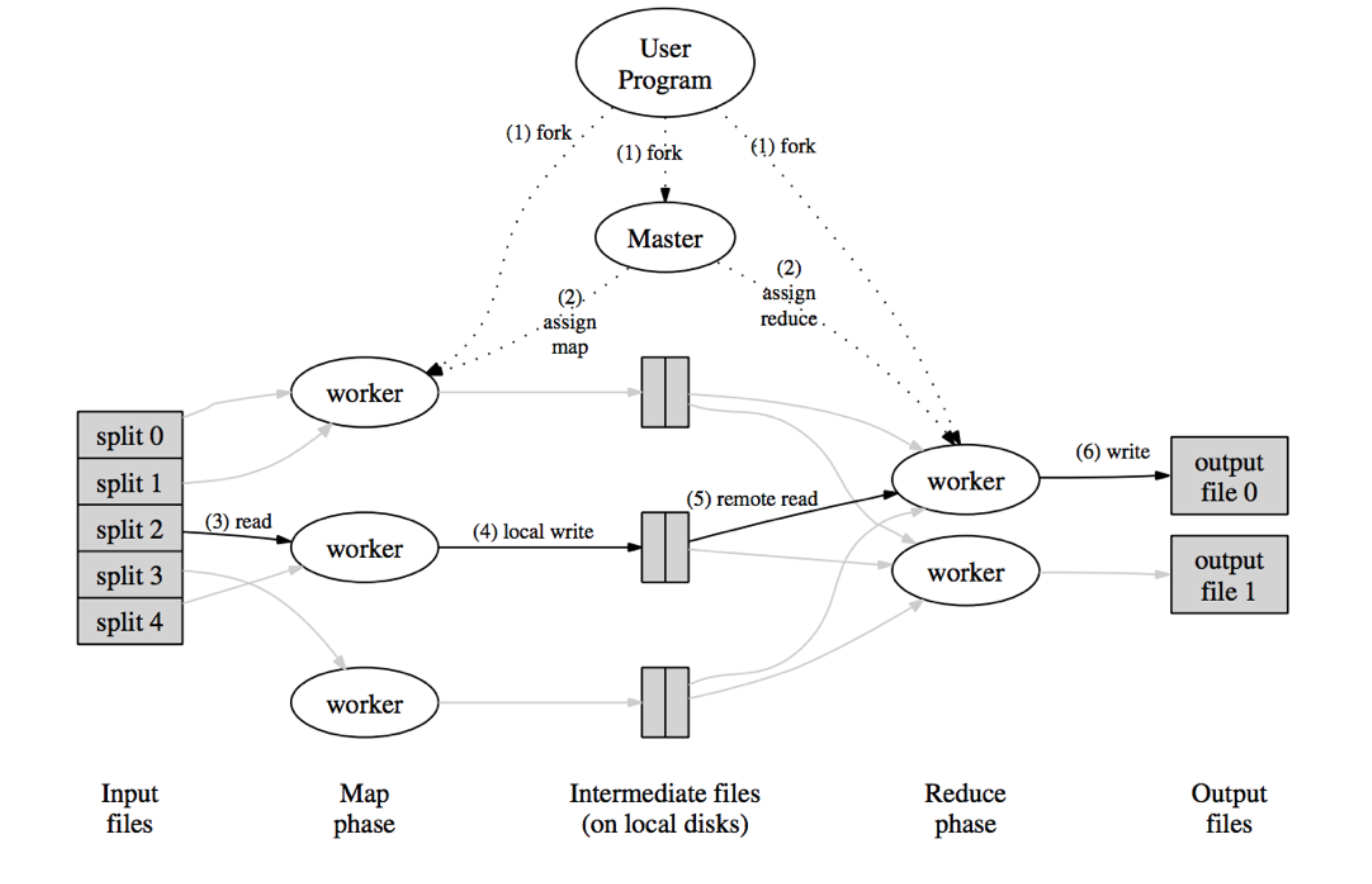 User
Program
(1) fork
(1) fork
(1) fork
Master
(2)
assign
map
(2)
assign
reduce
worker
split 0
split 1
split 2
split 3
split 4
(3) read
worker
(4) local write
(5) remote read
worker
(6) write
output
file 0
worker
output
file 1
worker
Input
files
Map
phase
Intermediate files
(on local disks)
Reduce
phase
Output
files